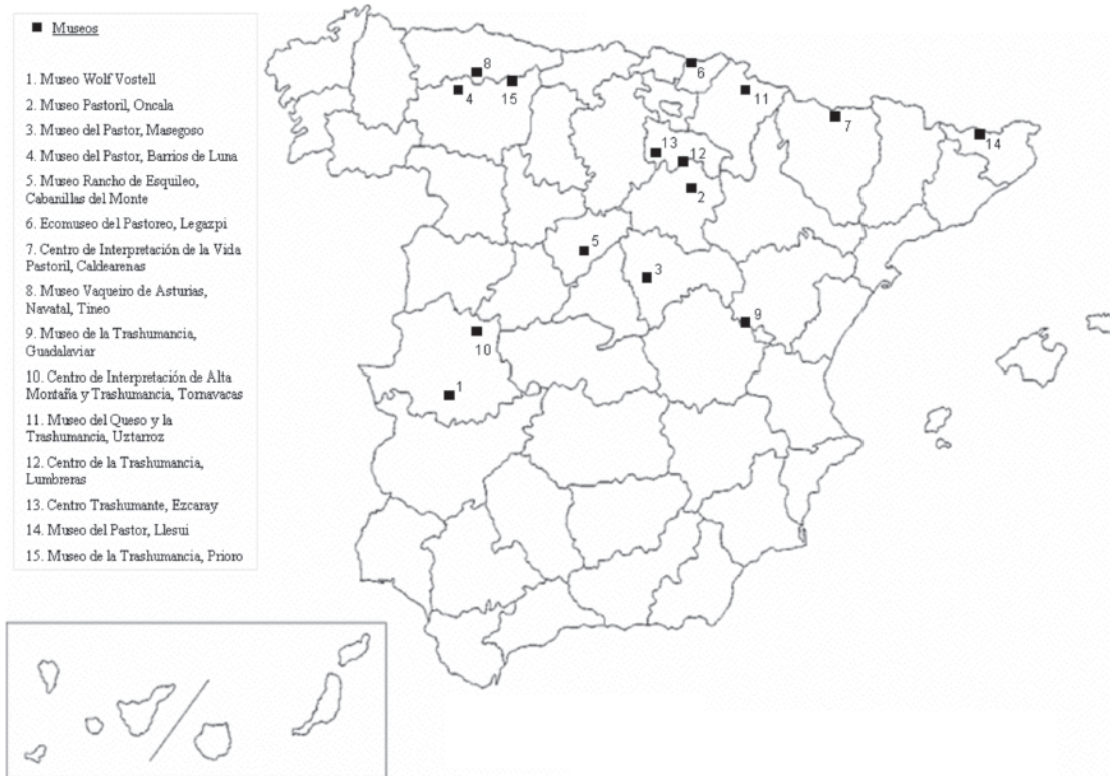 Museos
1. Museo Wolf Vostell
2. Museo Pastoril, Oncala
3. Museo del Pastor, Masegoso
4. Museo del Pastor, Barrios de Luna
5. Museo Rancho de Esquileo,
Cabanillas del Monte
6. Ecomuseo del Pastoreo, Legazpi
7. Centro de Interpretación de la Vida
Pastoril, Caldearenas
8. Museo Vaqueiro de Asturias,
Navatal, Tineo
9. Museo de la Trashumancia,
Guadalaviar
10. Centro de Interpretación de Alta
Montaña y Trashumancia, Tornavacas
11. Museo del Queso y la
Trashumancia, Uztarroz
12. Centro de la Trashumancia,
Lumbreras
13. Centro Trashumante, Ezcaray
14. Museo del Pastor, Llesui
15. Museo de la Trashumancia, Prioro
8
6
4
15
11
7
14
13
12
2
5
3
9
10
1